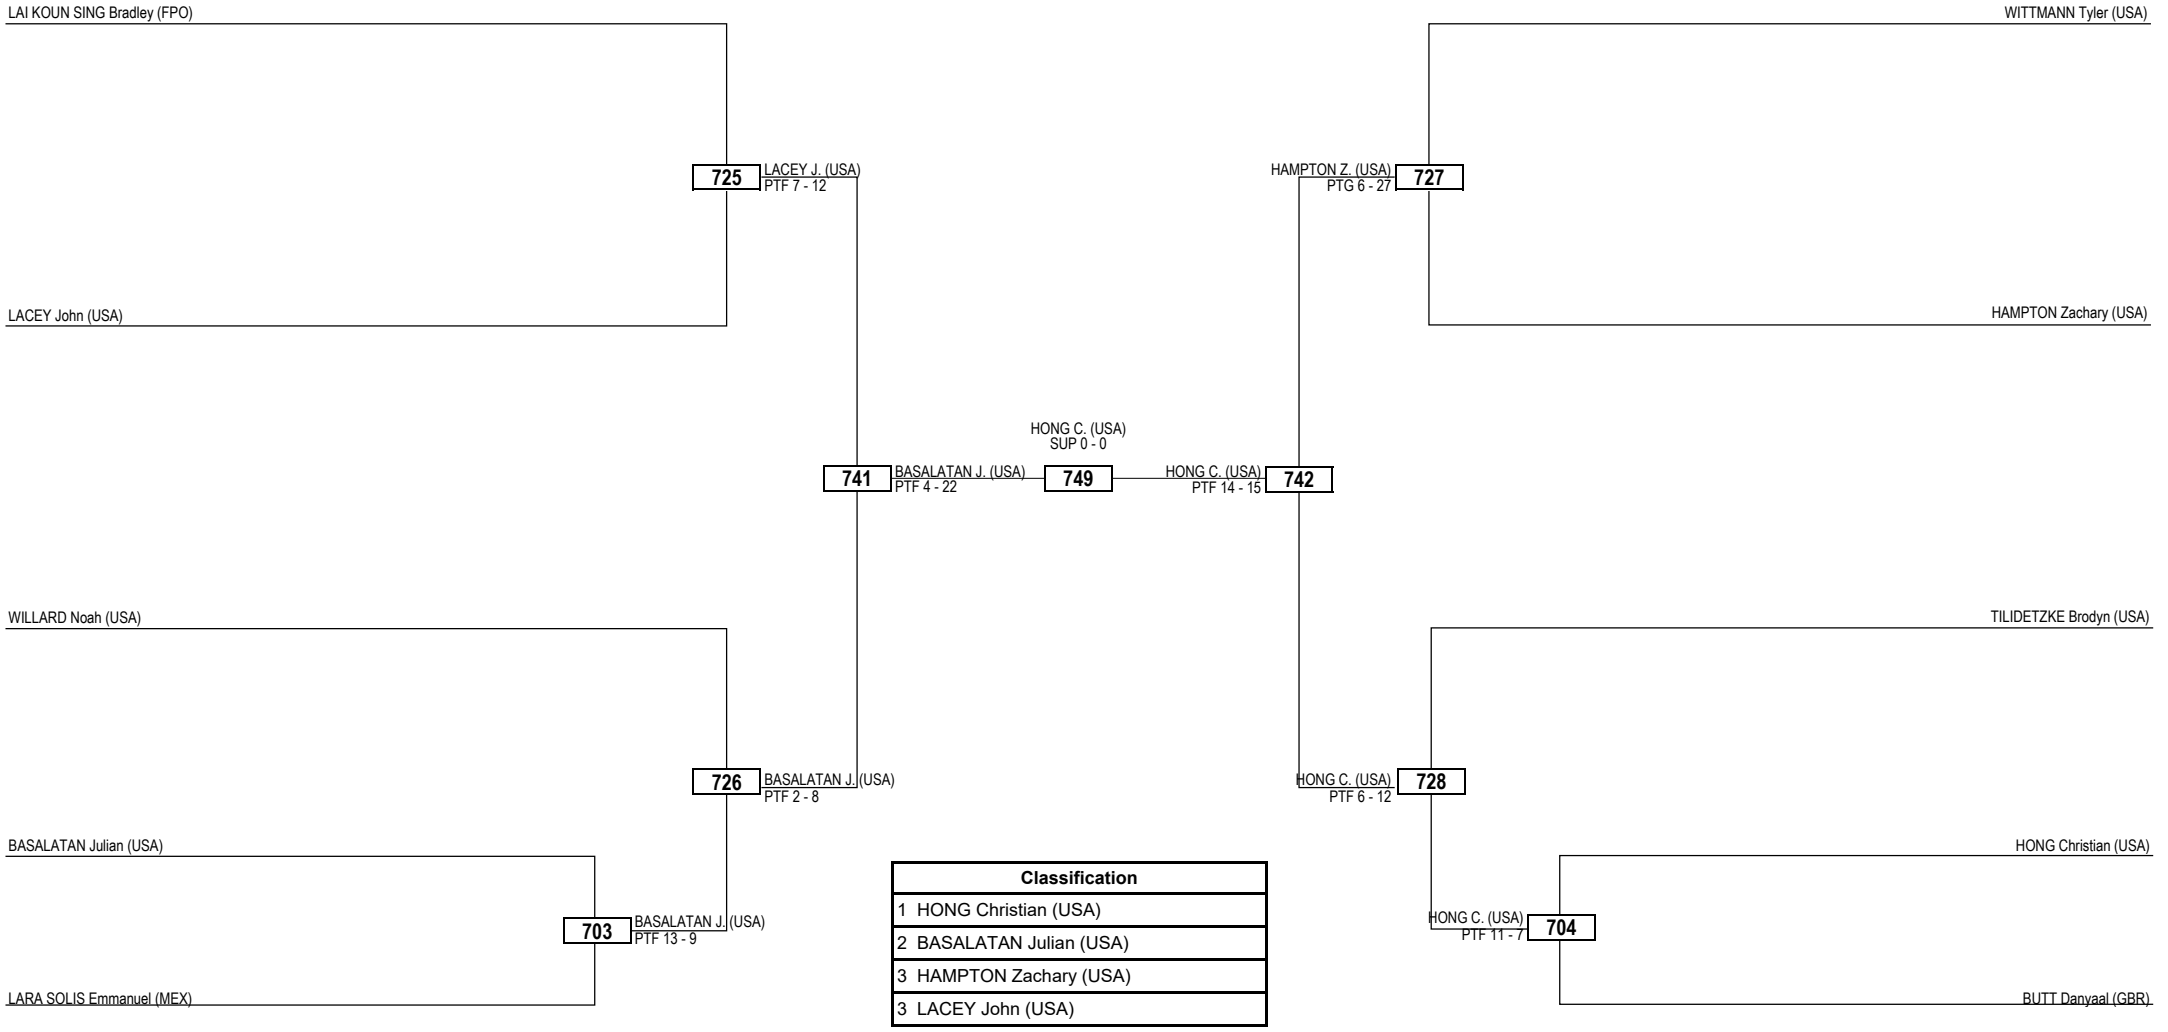 LAI KOUN SING Bradley (FPO)
WITTMANN Tyler (USA)
725
LACEY J. (USA)
PTF 7 - 12
HAMPTON Z. (USA)
PTG 6 - 27
727
LACEY John (USA)
HAMPTON Zachary (USA)
HONG C. (USA)
SUP 0 - 0
741
BASALATAN J. (USA)
PTF 4 - 22
749
HONG C. (USA)
PTF 14 - 15
742
WILLARD Noah (USA)
TILIDETZKE Brodyn (USA)
726
BASALATAN J. (USA)
PTF 2 - 8
HONG C. (USA)
PTF 6 - 12
728
BASALATAN Julian (USA)
HONG Christian (USA)
703
BASALATAN J. (USA)
PTF 13 - 9
HONG C. (USA)
PTF 11 - 7
704
LARA SOLIS Emmanuel (MEX)
BUTT Danyaal (GBR)
Classification
1 HONG Christian (USA)
2 BASALATAN Julian (USA)
3 HAMPTON Zachary (USA)
3 LACEY John (USA)